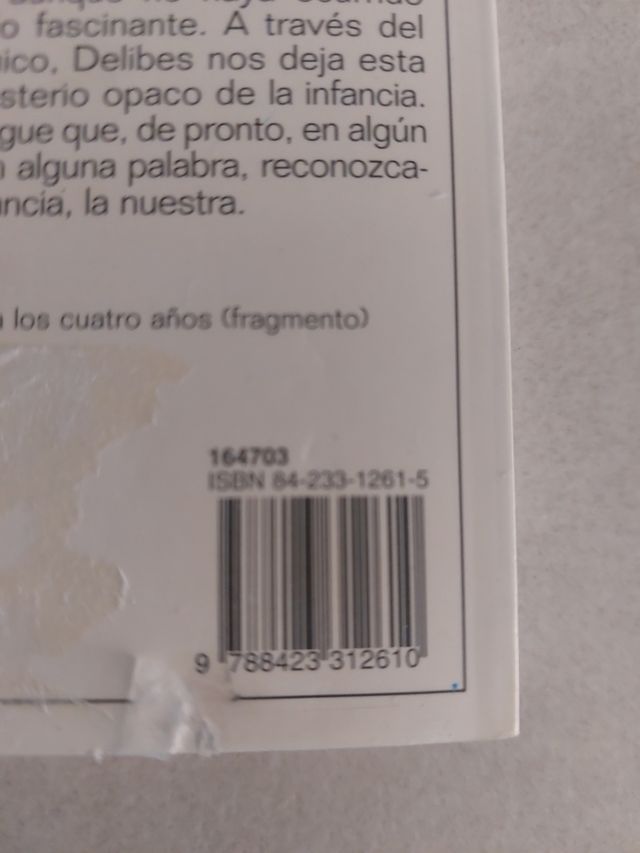 o fascinante. A través del
ico, Delibes nos deja esta
sterio opaco de la infancia.
gue que, de pronto, en algún
alguna palabra, reconozca-
ncia, la nuestra.
los cuatro años (fragmento)
164703
ISBN 84-233-1261-5
9 788423 312610